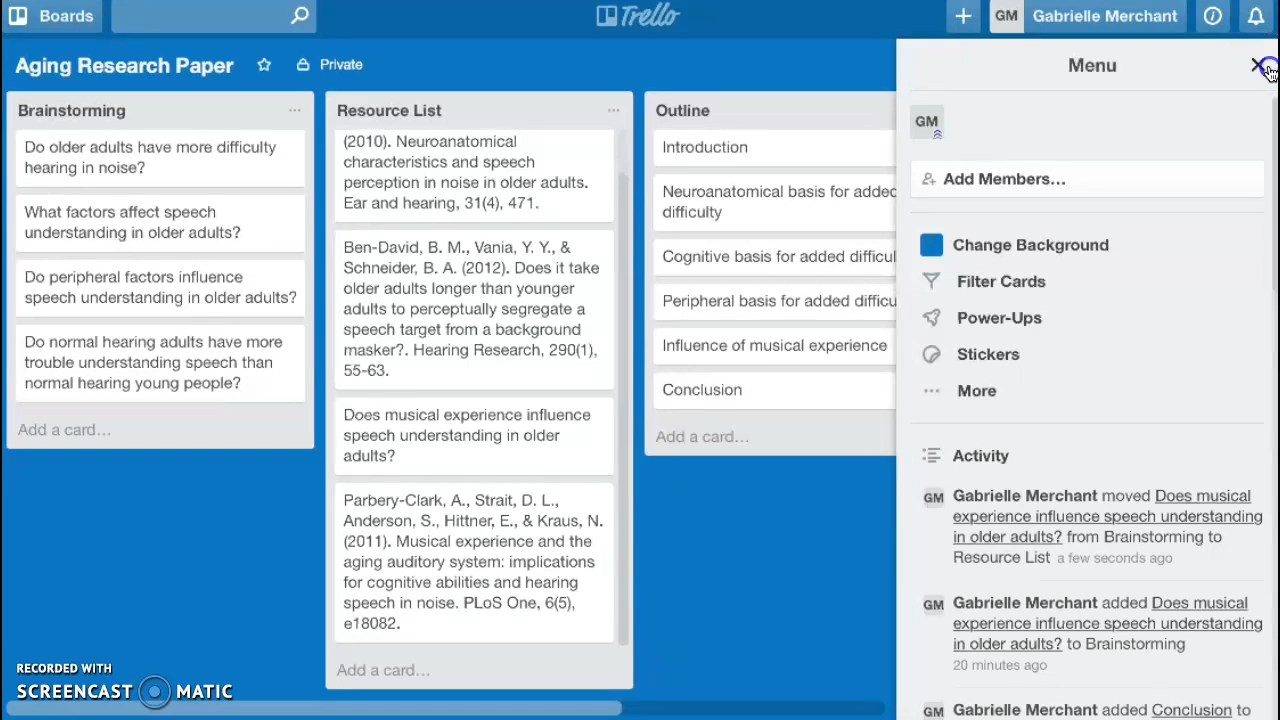 Boards
Trello
GM Gabrielle Merchant
Aging Research Paper
Private
Brainstorming
Do older adults have more difficulty
hearing in noise?
What factors affect speech
understanding in older adults?
Do peripheral factors influence
speech understanding in older adults?
Do normal hearing adults have more
trouble understanding speech than
normal hearing young people?
Add a card…
Resource List
(2010). Neuroanatomical
characteristics and speech
perception in noise in older adults.
Ear and hearing, 31(4), 471.
Ben-David, B. M., Vania, Y. Y., &
Schneider, B. A. (2012). Does it take
older adults longer than younger
adults to perceptually segregate a
speech target from a background
masker?. Hearing Research, 290(1),
55-63.
Does musical experience influence
speech understanding in older
adults?
Parbery-Clark, A., Strait, D. L.,
Anderson, S., Hittner, E., & Kraus, N.
(2011). Musical experience and the
aging auditory system: implications
for cognitive abilities and hearing
speech in noise. PLoS One, 6(5),
e18082.
Add a card…
Outline
Introduction
Neuroanatomical basis for added
difficulty
Cognitive basis for added difficul
Peripheral basis for added difficu
Influence of musical experience
Conclusion
Add a card…
Menu
GM
Add Members…
Change Background
Filter Cards
Power-Ups
Stickers
More
Activity
GM Gabrielle Merchant moved Does musical
experience influence speech understanding
in older adults? from Brainstorming to
Resource List a few seconds ago
GM Gabrielle Merchant added Does musical
experience influence speech understanding
in older adults? to Brainstorming
20 minutes ago
GM Gabrielle Merchant added Conclusion to
RECORDED WITH
SCREENCAST MATIC